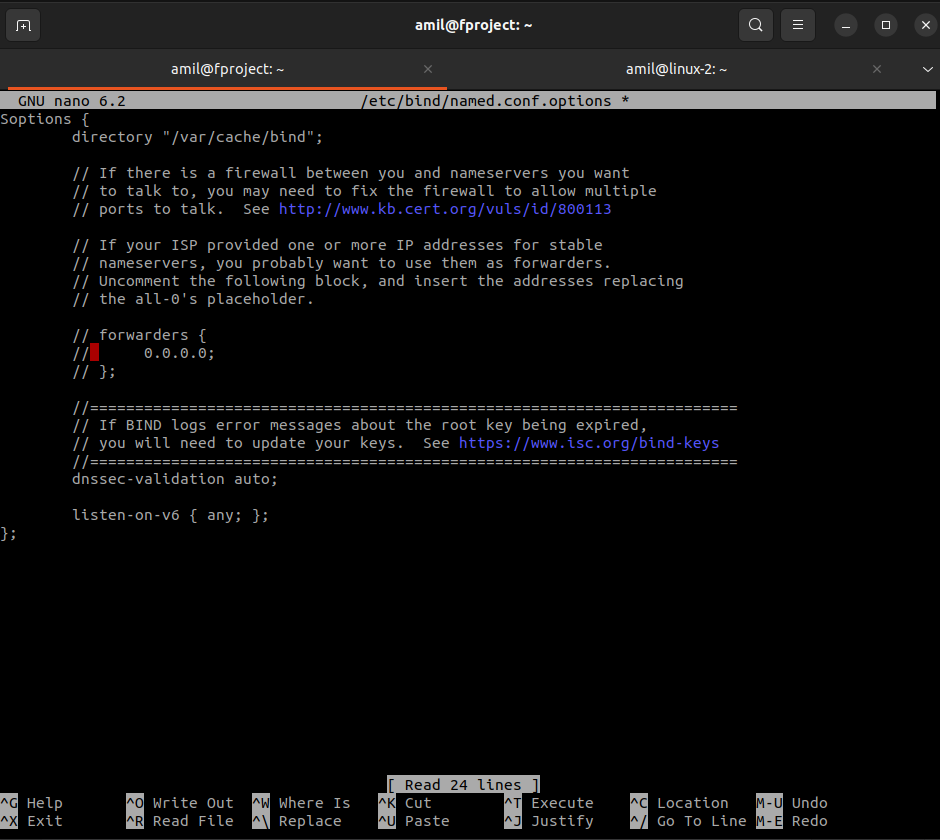 amil@fproject: ~
amil@fproject: ~ × amil@linux-2: ~ ×
GNU nano 6.2 /etc/bind/named.conf.options *
Soptions {
        directory "/var/cache/bind";

        // If there is a firewall between you and nameservers you want
        // to talk to, you may need to fix the firewall to allow multiple
        // ports to talk.  See http://www.kb.cert.org/vuls/id/800113

        // If your ISP provided one or more IP addresses for stable
        // nameservers, you probably want to use them as forwarders.
        // Uncomment the following block, and insert the addresses replacing
        // the all-0's placeholder.

        // forwarders {
        //      0.0.0.0;
        // };

        //========================================================================
        // If BIND logs error messages about the root key being expired,
        // you will need to update your keys.  See https://www.isc.org/bind-keys
        //========================================================================
        dnssec-validation auto;

        listen-on-v6 { any; };
};
[ Read 24 lines ]
^G Help ^O Write Out ^W Where Is ^K Cut ^T Execute ^C Location M-U Undo
^X Exit ^R Read File ^\ Replace ^U Paste ^J Justify ^/ Go To Line M-E Redo